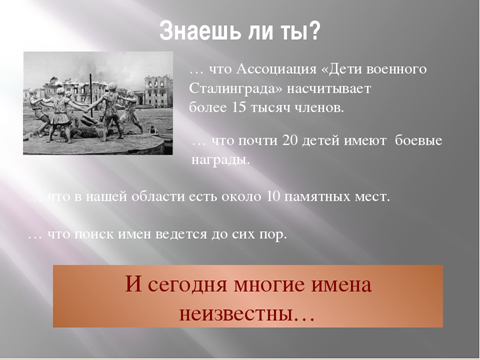 Знаешь ли ты?
… что Ассоциация «Дети военного
Сталинграда» насчитывает
более 15 тысяч членов.
… что почти 20 детей имеют боевые
награды.
… что в нашей области есть около 10 памятных мест.
… что поиск имен ведется до сих пор.
И сегодня многие имена
неизвестны…